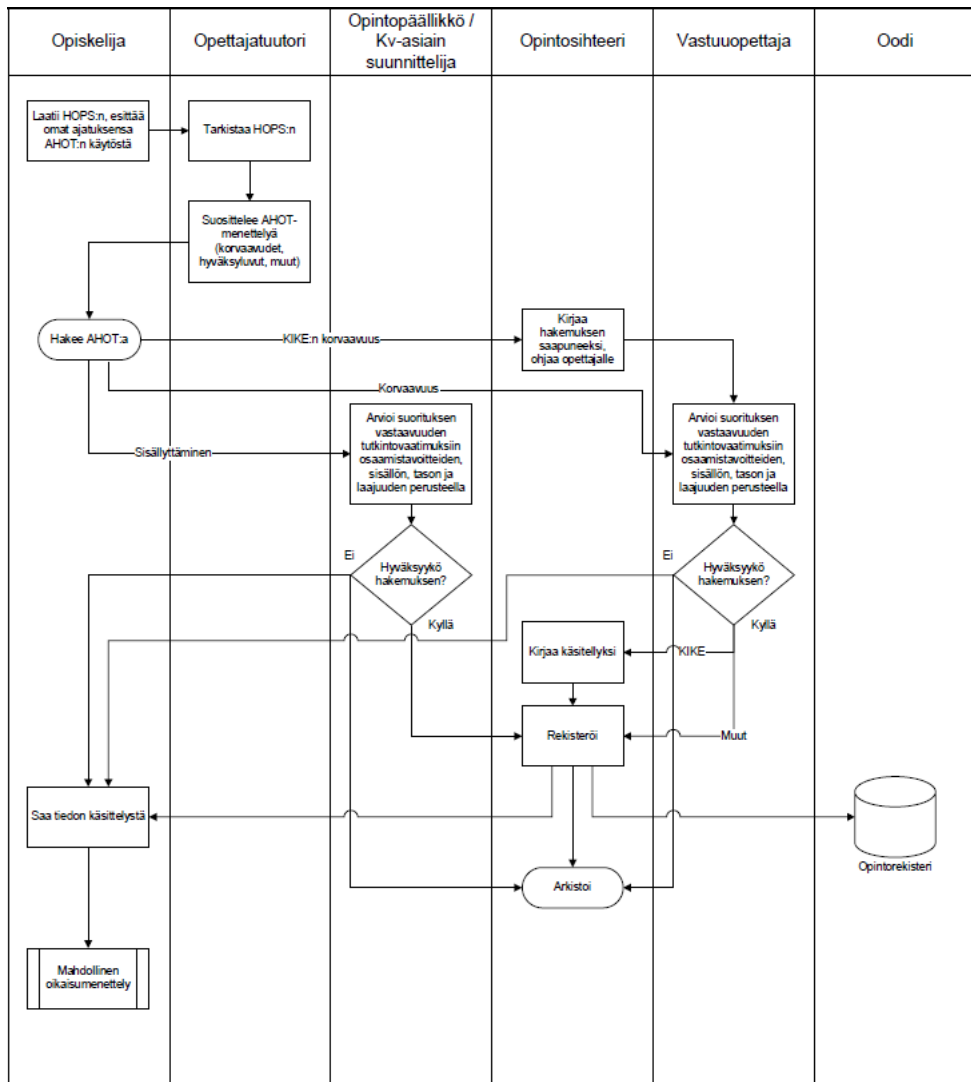 Opiskelija
Opettajatuutori
Opintopäällikkö /
Kv-asiain
suunnittelija
Opintosihteeri
Vastuuopettaja
Oodi
Laatii HOPS:n, esittää
omat ajatuksensa
AHOT:n käytöstä
Tarkistaa HOPS:n
Suosittelee AHOT-
menettelyä
(korvaavudet,
hyväksyluvut, muut)
Hakee AHOT:a
KIKE:n korvaavuus
Kirjaa
hakemuksen
saapuneeksi,
ohjaa opettajalle
Korvaavuus
Sisällyttäminen
Arvioi suorituksen
vastaavuuden
tutkintovaatimuksiin
osaamistavoitteiden,
sisällön, tason ja
laajuuden perusteella
Arvioi suorituksen
vastaavuuden
tutkintovaatimuksiin
osaamistavoitteiden,
sisällön, tason ja
laajuuden perusteella
Ei
Hyväksyykö
hakemuksen?
Kyllä
Ei
Hyväksyykö
hakemuksen?
Kyllä
Kirjaa käsitellyksi
KIKE
Rekisteröi
Muut
Saa tiedon käsittelystä
Opintorekisteri
Arkistoi
Mahdollinen
oikaisumenettely